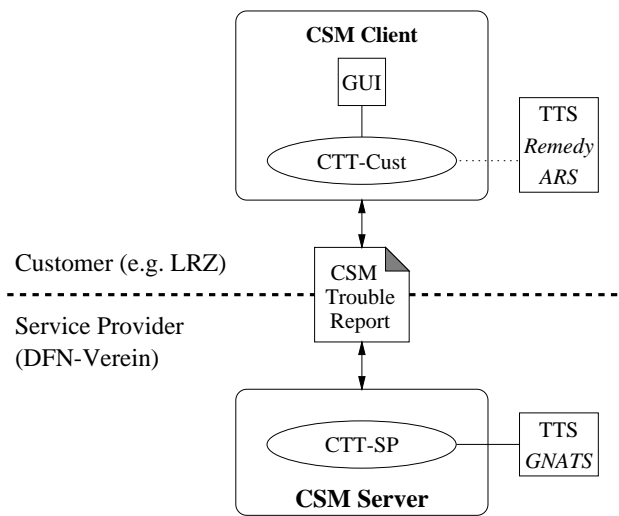 CSM Client
GUI
CTT-Cust
TTS
Remedy
ARS
Customer (e.g. LRZ)
CSM
Trouble
Report
Service Provider
(DFN-Verein)
CTT-SP
TTS
GNATS
CSM Server